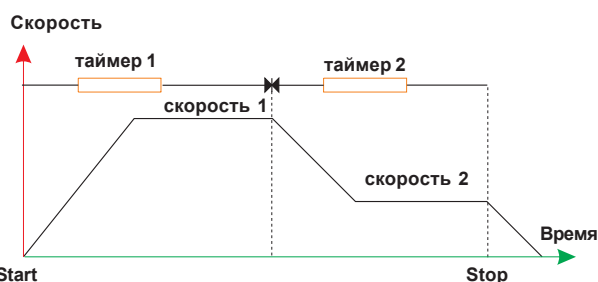 Скорость
таймер 1
таймер 2
скорость 1
скорость 2
Время
Start
Stop